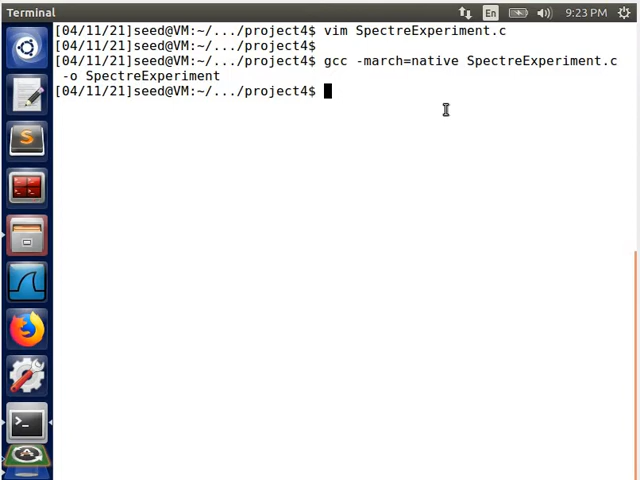 Terminal
En
9:23 PM
[04/11/21]seed@VM:~/.../project4$ vim SpectreExperiment.c
[04/11/21]seed@VM:~/.../project4$
[04/11/21]seed@VM:~/.../project4$ gcc -march=native SpectreExperiment.c
-o SpectreExperiment
[04/11/21]seed@VM:~/.../project4$
S
>_
A